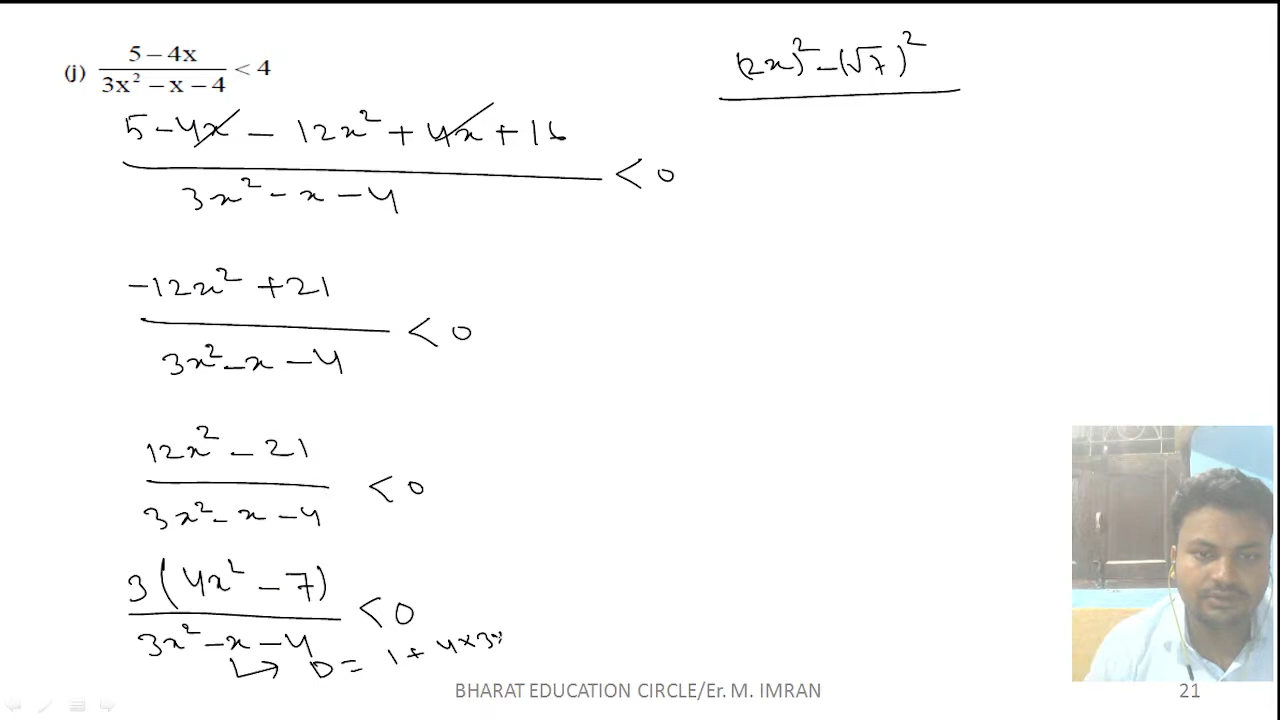 (j) (5 – 4x)/(3x² – x – 4) < 4
(5 - 4x - 12x² + 4x + 16)/(3x² - x - 4) < 0
(-12x² + 21)/(3x² - x - 4) < 0
(12x² - 21)/(3x² - x - 4) < 0
(3(4x² - 7))/(3x² - x - 4) < 0
↳ D = 1 + 4×3×
(2x)² - (√7)²
BHARAT EDUCATION CIRCLE/Er. M. IMRAN
21